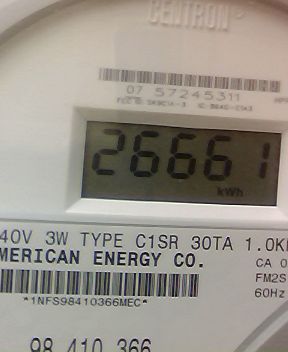 CENTRON
07 57245311
26661
kWh
40V 3W TYPE C1SR 30TA 1.0K
MERICAN ENERGY CO.
CA 0
FM2S
60Hz
*1NFS98410366MEC*
98 410 366